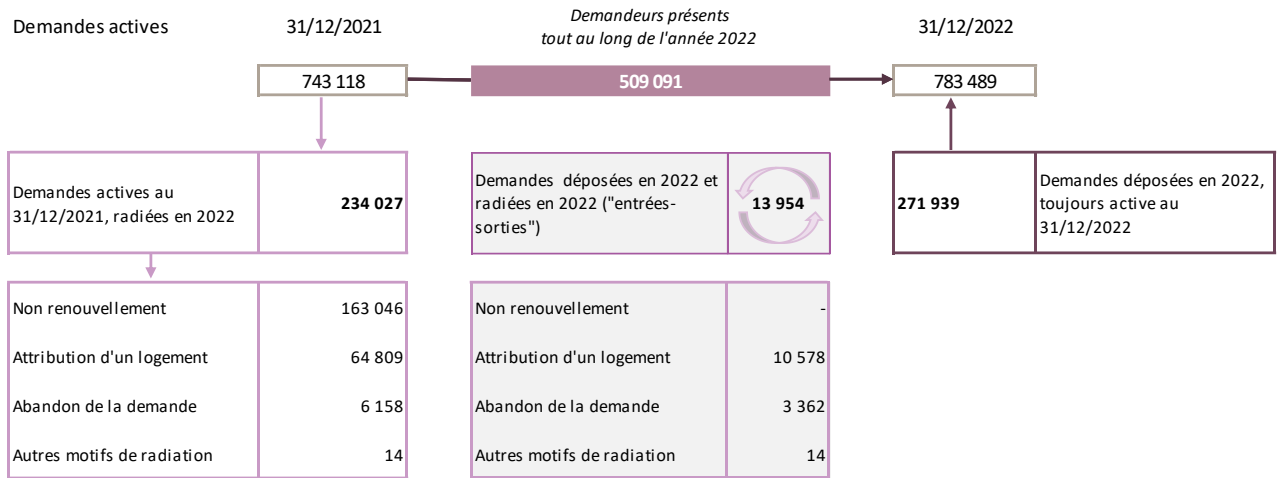 Demandes actives 31/12/2021 Demandeurs présents 31/12/2022
tout au long de l'année 2022
743 118 509 091 783 489
Demandes actives au
31/12/2021, radiées en 2022
234 027
Demandes déposées en 2022 et
radiées en 2022 ("entrées-
sorties")
13 954
271 939
Demandes déposées en 2022,
toujours active au
31/12/2022
Non renouvellement 163 046
Attribution d'un logement 64 809
Abandon de la demande 6 158
Autres motifs de radiation 14
Non renouvellement -
Attribution d'un logement 10 578
Abandon de la demande 3 362
Autres motifs de radiation 14